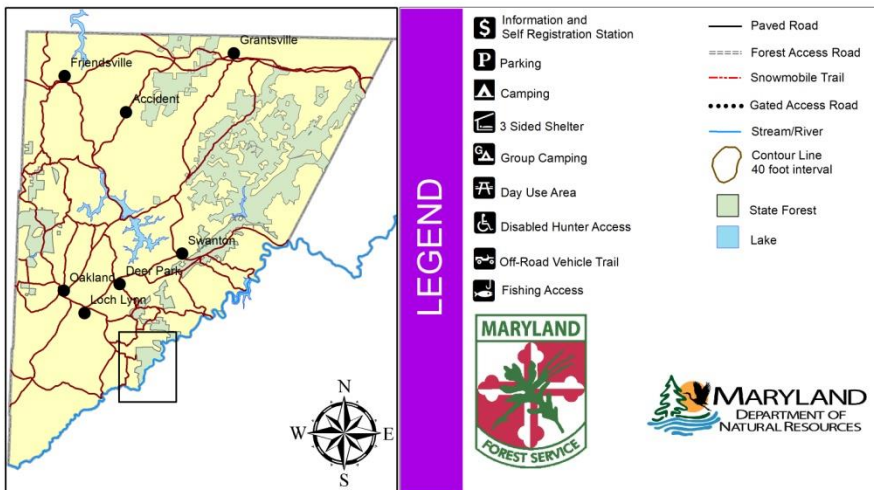 Grantsville
Friendsville
Accident
Swanton
Deer Park
Oakland
Loch Lynn
N
W
E
S
LEGEND
$
Information and
Self Registration Station
P
Parking
Camping
3 Sided Shelter
G
Group Camping
Day Use Area
Disabled Hunter Access
Off-Road Vehicle Trail
Fishing Access
Paved Road
Forest Access Road
Snowmobile Trail
Gated Access Road
Stream/River
Contour Line
40 foot interval
State Forest
Lake
MARYLAND
FOREST SERVICE
MARYLAND
DEPARTMENT OF
NATURAL RESOURCES